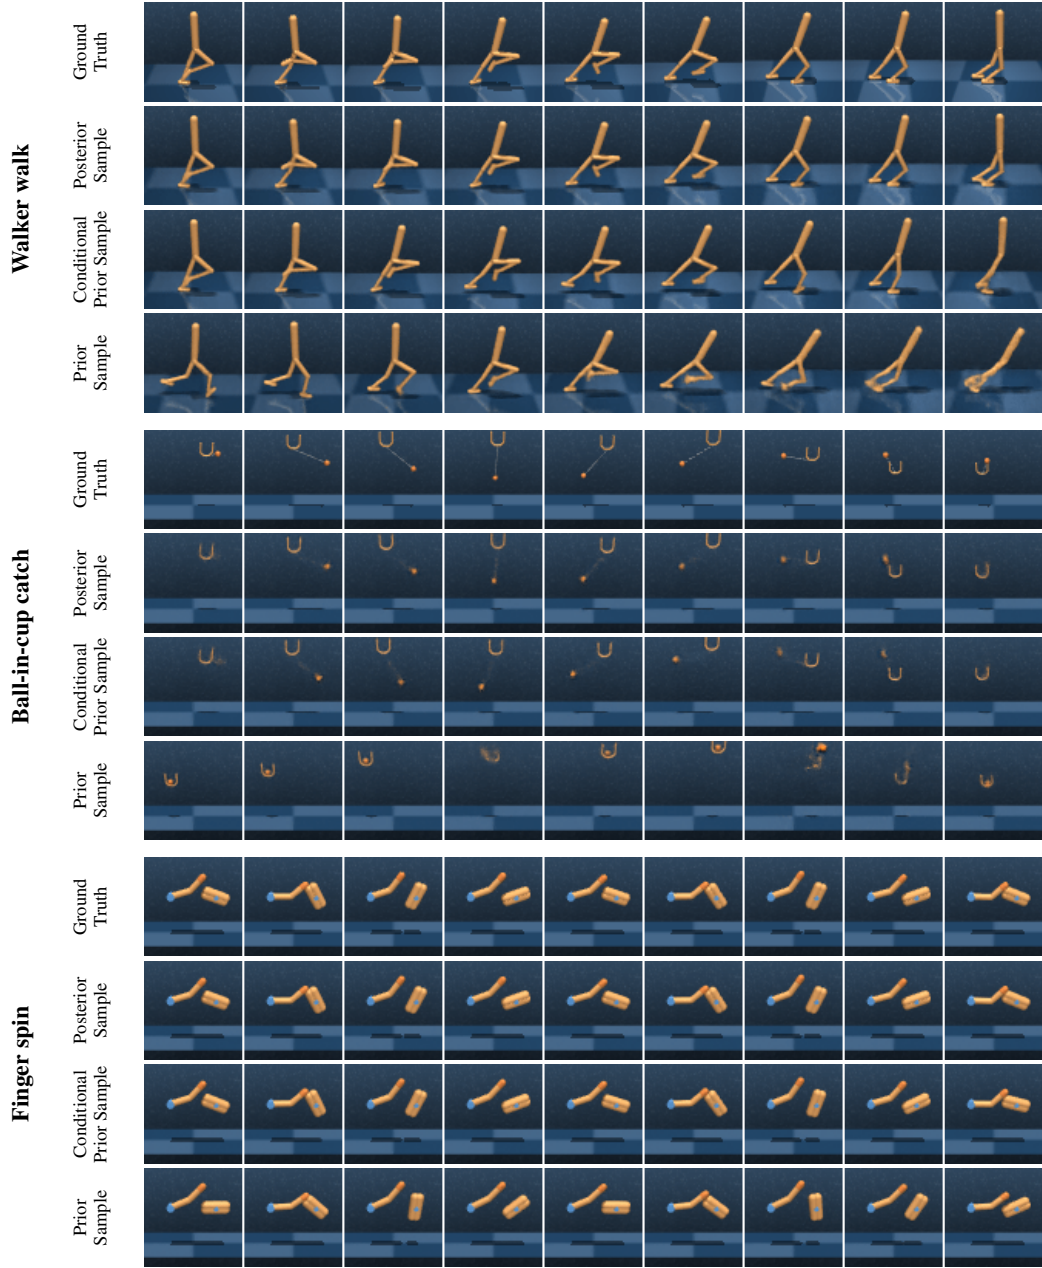 Walker walk
Ground
Truth
Posterior
Sample
Conditional
Prior Sample
Prior
Sample
Ball-in-cup catch
Ground
Truth
Posterior
Sample
Conditional
Prior Sample
Prior
Sample
Finger spin
Ground
Truth
Posterior
Sample
Conditional
Prior Sample
Prior
Sample